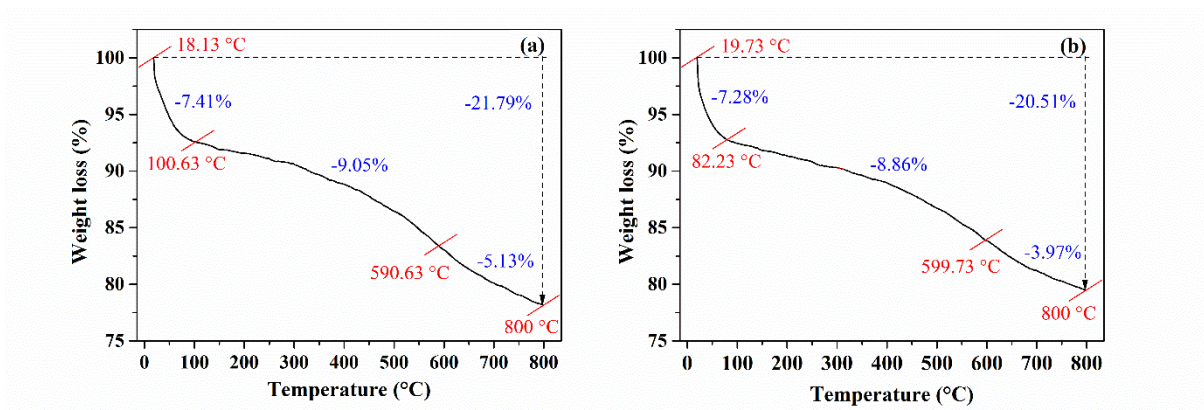 (a)
18.13 °C
-7.41%
-21.79%
100.63 °C
-9.05%
590.63 °C
-5.13%
800 °C
100
95
90
85
80
75
Weight loss (%)
0 100 200 300 400 500 600 700 800
Temperature (°C)
(b)
19.73 °C
-7.28%
-20.51%
82.23 °C
-8.86%
599.73 °C
-3.97%
800 °C
100
95
90
85
80
75
Weight loss (%)
0 100 200 300 400 500 600 700 800
Temperature (°C)